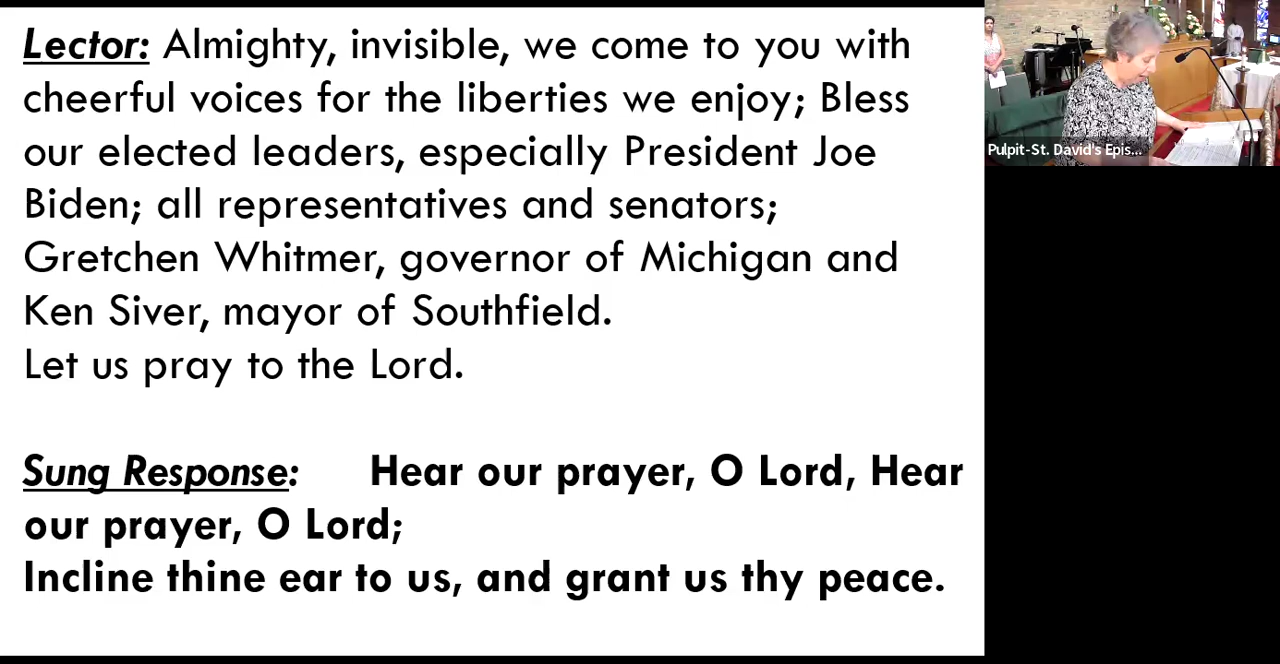 Lector: Almighty, invisible, we come to you with
cheerful voices for the liberties we enjoy; Bless
our elected leaders, especially President Joe
Biden; all representatives and senators;
Gretchen Whitmer, governor of Michigan and
Ken Siver, mayor of Southfield.
Let us pray to the Lord.
Sung Response: Hear our prayer, O Lord, Hear
our prayer, O Lord;
Incline thine ear to us, and grant us thy peace.
Pulpit-St. David's Epis...